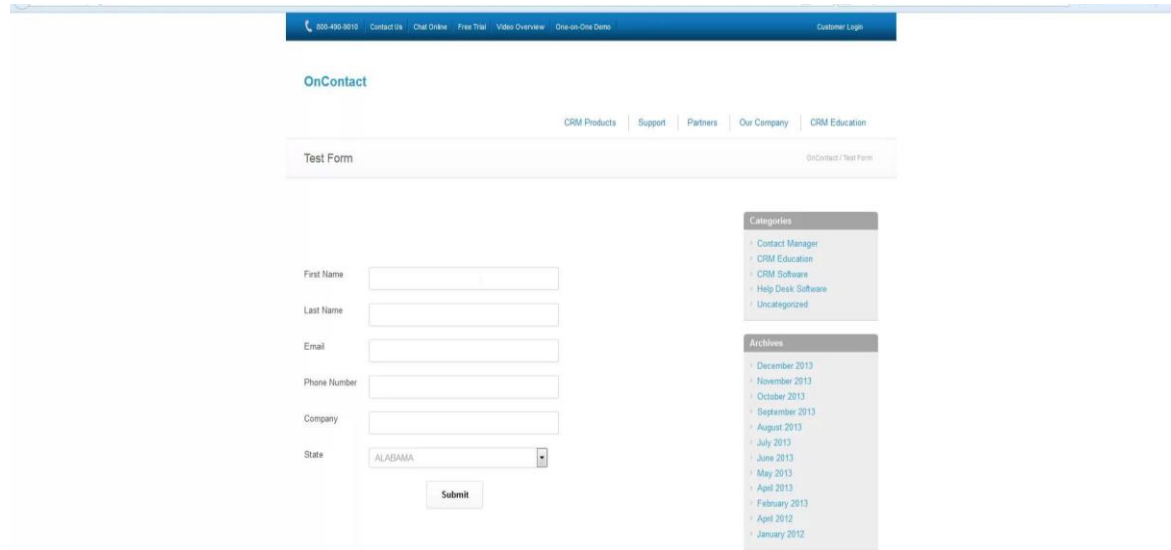 800-490-9010 Contact Us Chat Online Free Trial Video Overview One-on-One Demo Customer Login
OnContact
CRM Products Support Partners Our Company CRM Education
Test Form OnContact / Test Form
Categories
Contact Manager
CRM Education
CRM Software
Help Desk Software
Uncategorized
First Name
Last Name
Email
Phone Number
Company
State ALABAMA
Submit
Archives
December 2013
November 2013
October 2013
September 2013
August 2013
July 2013
June 2013
May 2013
April 2013
February 2013
April 2012
January 2012